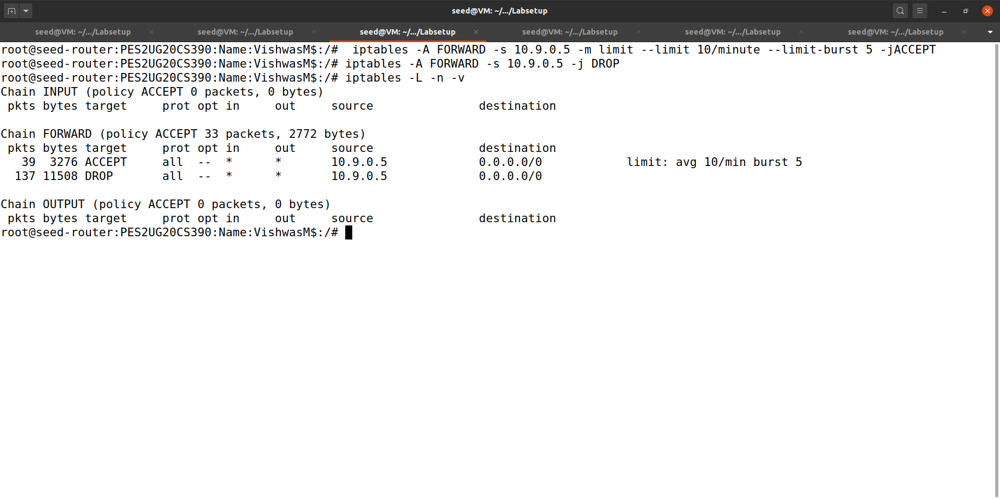 seed@VM: ~/.../Labsetup
seed@VM: ~/.../Labsetup seed@VM: ~/.../Labsetup seed@VM: ~/.../Labsetup seed@VM: ~/.../Labsetup seed@VM: ~/.../Labsetup seed@VM: ~/.../Labsetup
root@seed-router:PES2UG20CS390:Name:VishwasM$:/#  iptables -A FORWARD -s 10.9.0.5 -m limit --limit 10/minute --limit-burst 5 -jACCEPT
root@seed-router:PES2UG20CS390:Name:VishwasM$:/# iptables -A FORWARD -s 10.9.0.5 -j DROP
root@seed-router:PES2UG20CS390:Name:VishwasM$:/# iptables -L -n -v
Chain INPUT (policy ACCEPT 0 packets, 0 bytes)
 pkts bytes target     prot opt in     out     source               destination
Chain FORWARD (policy ACCEPT 33 packets, 2772 bytes)
 pkts bytes target     prot opt in     out     source               destination
   39  3276 ACCEPT     all  --  *      *       10.9.0.5             0.0.0.0/0            limit: avg 10/min burst 5
  137 11508 DROP       all  --  *      *       10.9.0.5             0.0.0.0/0
Chain OUTPUT (policy ACCEPT 0 packets, 0 bytes)
 pkts bytes target     prot opt in     out     source               destination
root@seed-router:PES2UG20CS390:Name:VishwasM$:/#